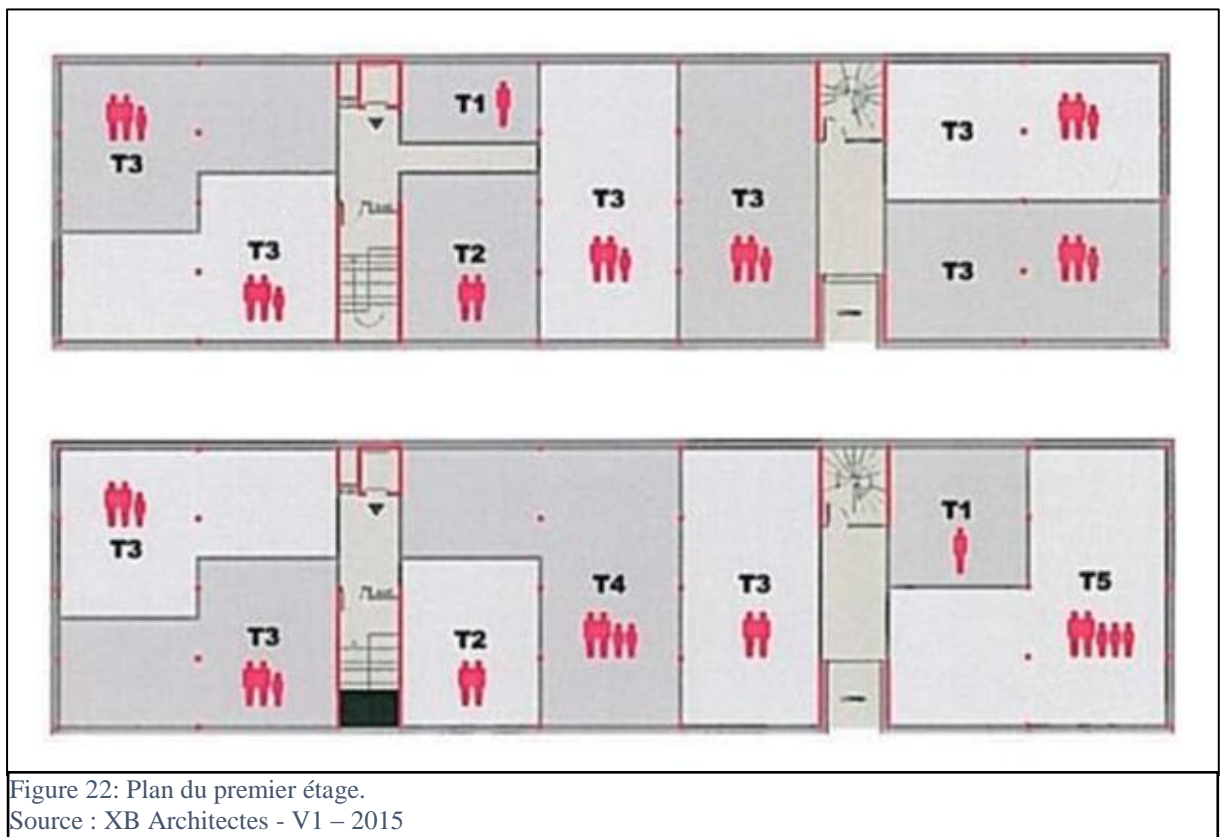 T1
T3
T3
T3
T3
T3
T2
T3
T3
T1
T3
T4
T3
T5
T3
T2
Figure 22: Plan du premier étage.
Source : XB Architectes - V1 – 2015